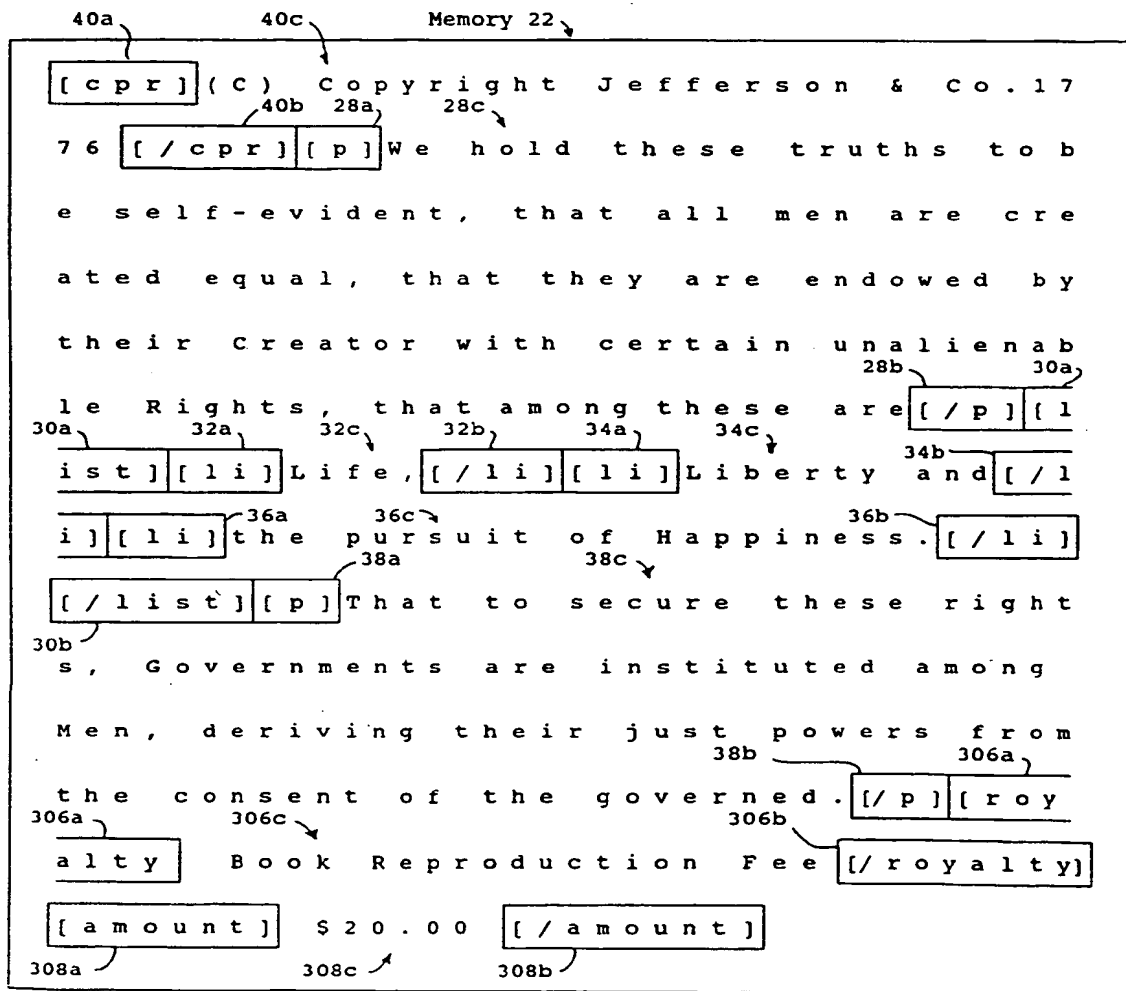 40a 40c Memory 22
[cpr](C) Copyright Jefferson & Co.17
40b 28a 28c
76 [/cpr][p]We hold these truths to b
e self-evident, that all men are cre
ated equal, that they are endowed by
their Creator with certain unalienab
28b 30a
le Rights, that among these are[/p][l
30a 32a 32c 32b 34a 34c 34b
ist][li]Life,[/li][li]Liberty and[/l
36a 36c 36b
i][li]the pursuit of Happiness.[/li]
38a 38c
[/list][p]That to secure these right
30b
s, Governments are instituted among
Men, deriving their just powers from
38b 306a
the consent of the governed.[/p][roy
306a 306c 306b
alty Book Reproduction Fee[/royalty]
[amount] $20.00 [/amount]
308a 308c 308b